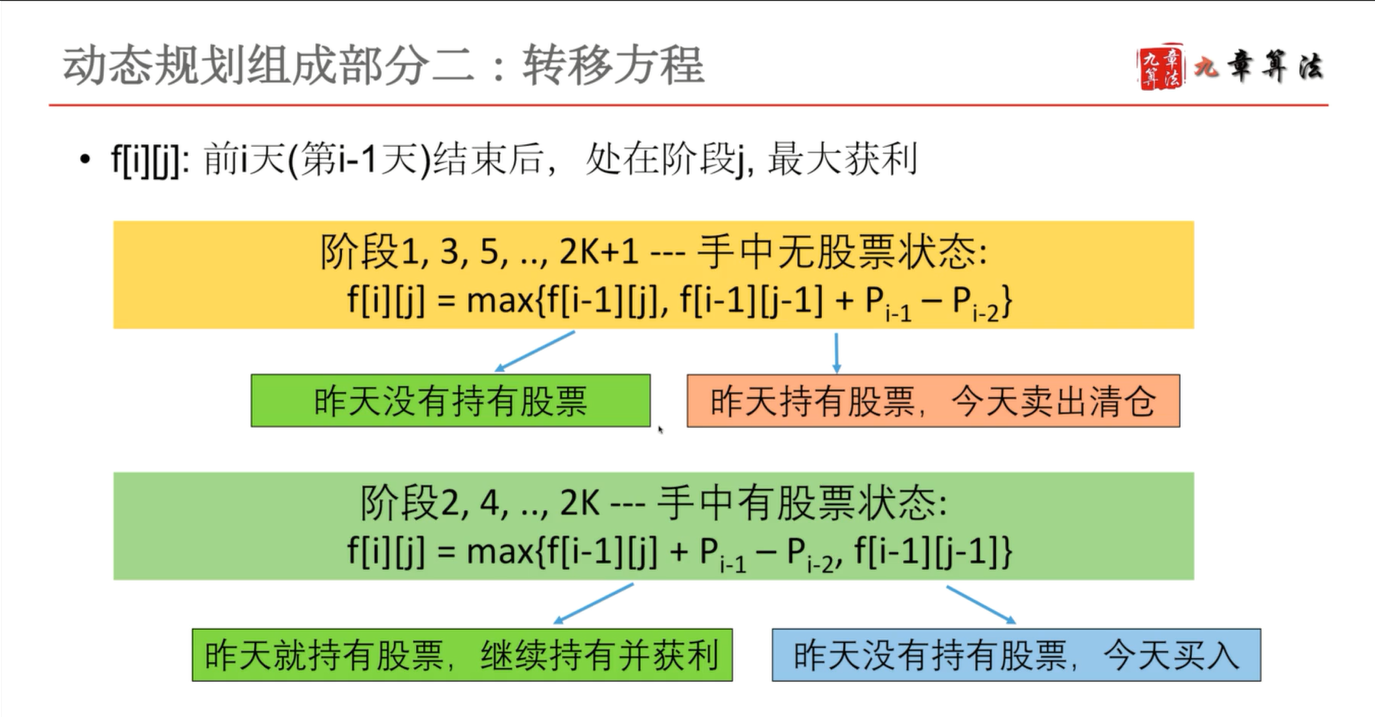 动态规划组成部分二：转移方程
九章算法
九章算法
• f[i][j]: 前i天(第i-1天)结束后，处在阶段j, 最大获利
阶段1, 3, 5, .., 2K+1 --- 手中无股票状态:
f[i][j] = max{f[i-1][j], f[i-1][j-1] + Pi-1 – Pi-2}
昨天没有持有股票
昨天持有股票，今天卖出清仓
阶段2, 4, .., 2K --- 手中有股票状态:
f[i][j] = max{f[i-1][j] + Pi-1 – Pi-2, f[i-1][j-1]}
昨天就持有股票，继续持有并获利
昨天没有持有股票，今天买入